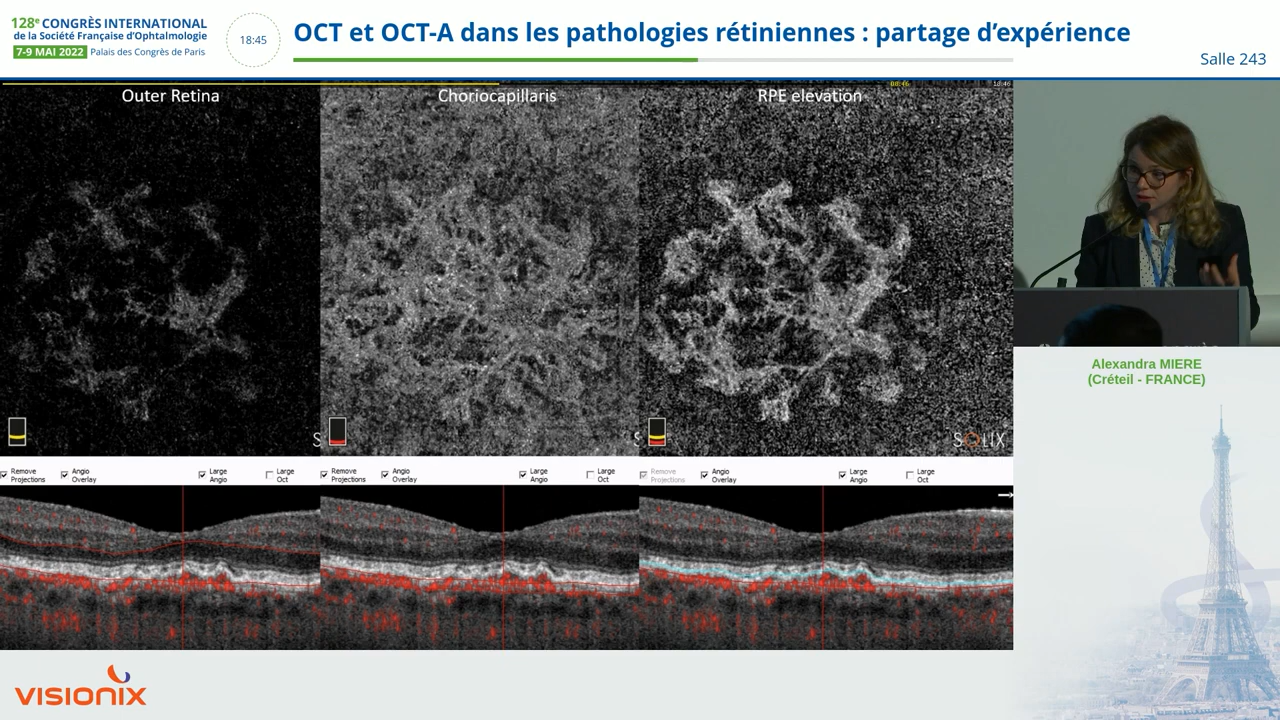 128e CONGRÈS INTERNATIONAL
de la Société Française d'Ophtalmologie
7-9 MAI 2022 Palais des Congrès de Paris
18:45
OCT et OCT-A dans les pathologies rétiniennes : partage d'expérience
Salle 243
Outer Retina
Choriocapillaris
RPE elevation
18:46
S
S
SOLIX
Remove Projections
Angio Overlay
Large Angio
Large Oct
Remove Projections
Angio Overlay
Large Angio
Large Oct
Remove Projections
Angio Overlay
Large Angio
Large Oct
Alexandra MIERE
(Créteil - FRANCE)
VISIONIX